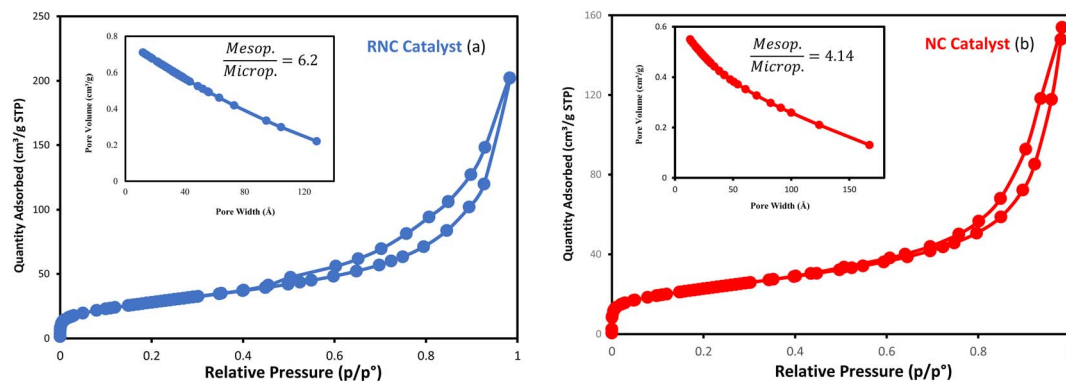 RNC Catalyst (a)
Mesop.
Microp.
=6.2
Quantity Adsorbed (cm³/g STP)
250
200
150
100
50
0
0
0.2
0.4
0.6
0.8
1
Relative Pressure (p/p°)
Pore Volume (cm³/g)
0.8
0.6
0.4
0.2
0
0
40
80
120
Pore Width (Å)
NC Catalyst (b)
Mesop.
Microp.
=4.14
Quantity Adsorbed (cm³/g STP)
160
120
80
40
0
0
0.2
0.4
0.6
0.8
Relative Pressure (p/p°)
Pore Volume (cm³/g)
0.6
0.4
0.2
0
0
50
100
150
Pore Width (Å)